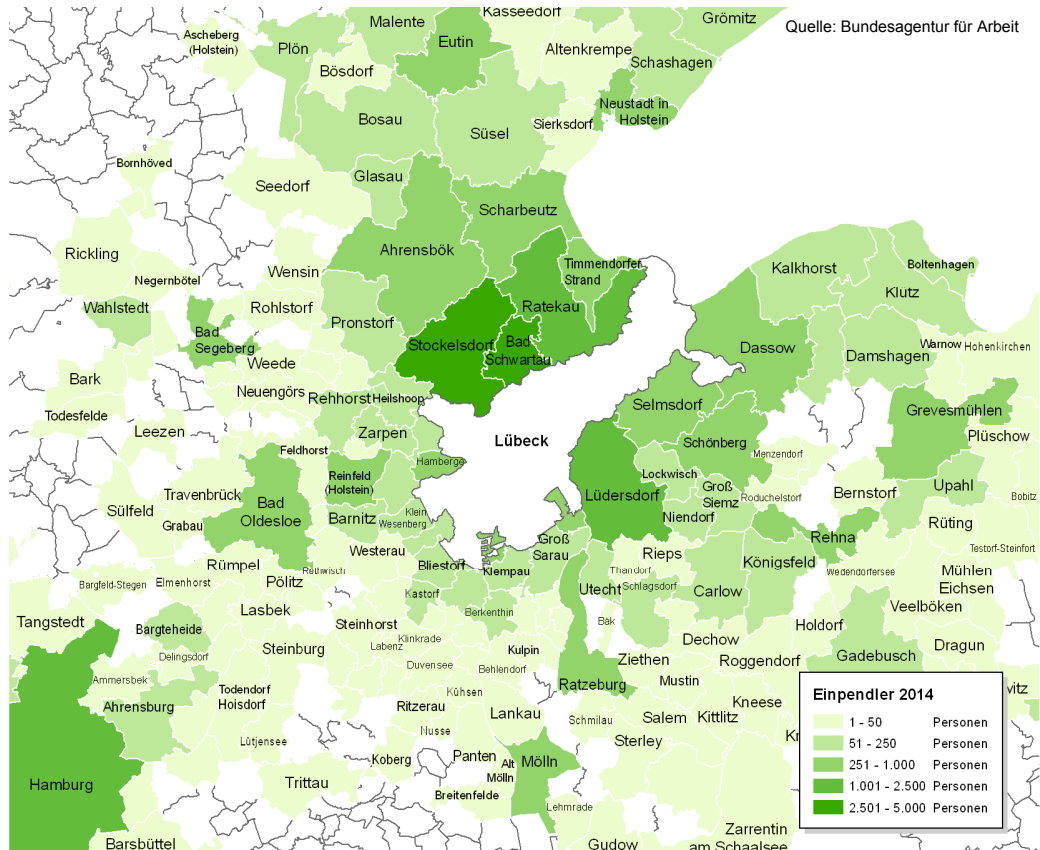 Quelle: Bundesagentur für Arbeit
Kasseedorf
Malente
Grömitz
Ascheberg
(Holstein)
Plön
Eutin
Altenkrempe
Schashagen
Bösdorf
Neustadt in
Holstein
Bosau
Süsel
Sierksdorf
Bornhöved
Seedorf
Glasau
Scharbeutz
Ahrensbök
Rickling
Negernbötel
Wensin
Timmendorfer
Strand
Kalkhorst
Boltenhagen
Klütz
Wahlstedt
Rohlstorf
Pronstorf
Ratekau
Bad
Segeberg
Stockelsdorf
Bad
Schwartau
Dassow
Damshagen
Warnow
Hohenkirchen
Weede
Bark
Neuengörs
Rehhorst
Heilshoop
Selmsdorf
Grevesmühlen
Todesfelde
Leezen
Zarpen
Lübeck
Schönberg
Plüschow
Feldhorst
Hamberge
Menzendorf
Reinfeld
(Holstein)
Lockwisch
Travenbrück
Bad
Oldesloe
Lüdersdorf
Groß
Siemz
Roduchelstorf
Bernstorf
Upahl
Bobitz
Sülfeld
Grabau
Barnitz
Klein
Wesenberg
Niendorf
Rüting
Rehna
Westerau
Groß
Sarau
Rieps
Testorf-Steinfort
Rümpel
Rethwisch
Bliestorf
Klempau
Thandorf
Königsfeld
Wedendorfersee
Mühlen
Eichsen
Bargfeld-Stegen
Elmenhorst
Pölitz
Kastorf
Utecht
Schlagsdorf
Carlow
Veelböken
Lasbek
Berkenthin
Tangstedt
Bargteheide
Steinhorst
Bäk
Holdorf
Klinkrade
Labenz
Kulpin
Dechow
Dragun
Steinburg
Delingsdorf
Duvensee
Behlendorf
Ziethen
Roggendorf
Gadebusch
Ammersbek
Todendorf
Hoisdorf
Kühsen
Ratzeburg
Mustin
Ahrensburg
Ritzerau
Lankau
Schmilau
Salem
Kittlitz
Kneese
Nusse
Lütjensee
Sterley
Koberg
Panten
Alt
Mölln
Mölln
Hamburg
Trittau
Breitenfelde
Lehmrade
Barsbüttel
Gudow
Zarrentin
am Schaalsee
Einpendler 2014
1 - 50 Personen
51 - 250 Personen
251 - 1.000 Personen
1.001 - 2.500 Personen
2.501 - 5.000 Personen